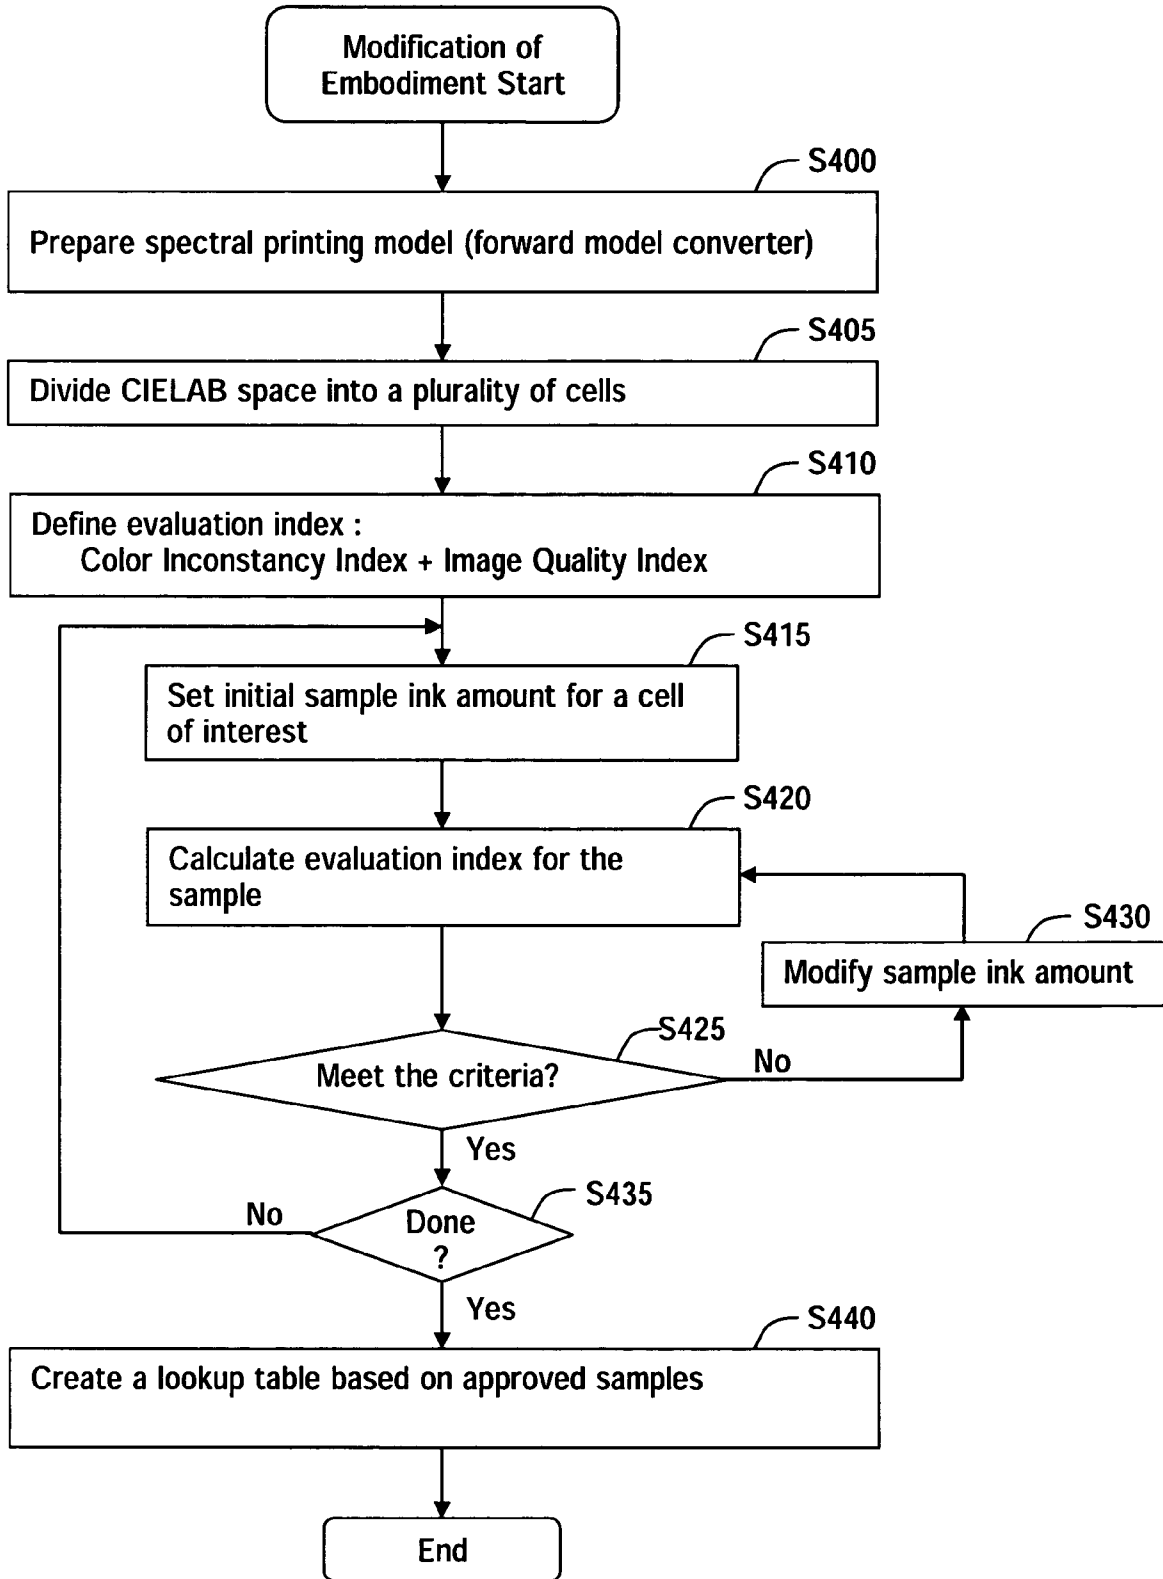 Modification of
Embodiment Start
S400
Prepare spectral printing model (forward model converter)
S405
Divide CIELAB space into a plurality of cells
S410
Define evaluation index :
Color Inconstancy Index + Image Quality Index
S415
Set initial sample ink amount for a cell
of interest
S420
Calculate evaluation index for the
sample
S430
Modify sample ink amount
S425
Meet the criteria?
No
Yes
S435
Done
?
No
Yes
S440
Create a lookup table based on approved samples
End